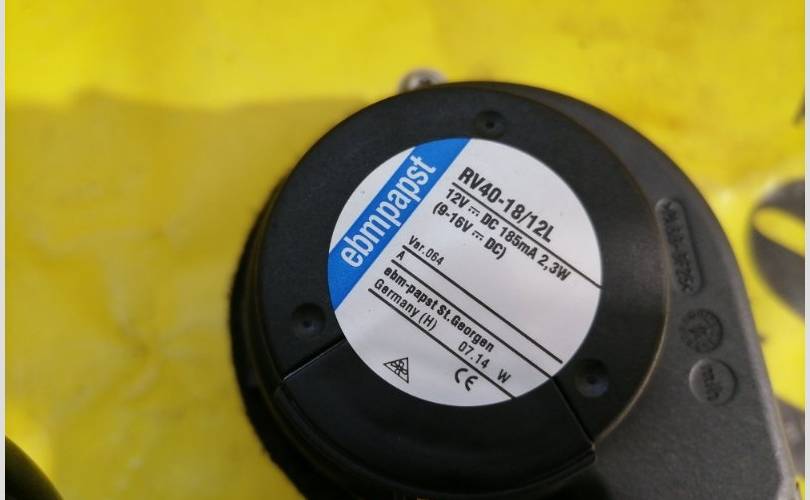 ebmpapst
RV40-18/12L
12V ⎓ DC 185mA 2,3W
(9-16V ⎓ DC)
Ver.064
A
ebm-papst St.Georgen
Germany (H) 07.14 W
CE